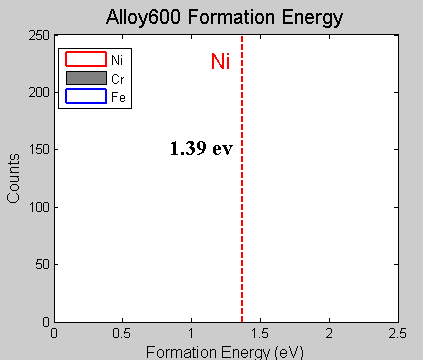 Alloy600 Formation Energy
250
200
150
100
50
0
Counts
Ni
Cr
Fe
Ni
1.39 ev
0
0.5
1
1.5
2
2.5
Formation Energy (eV)